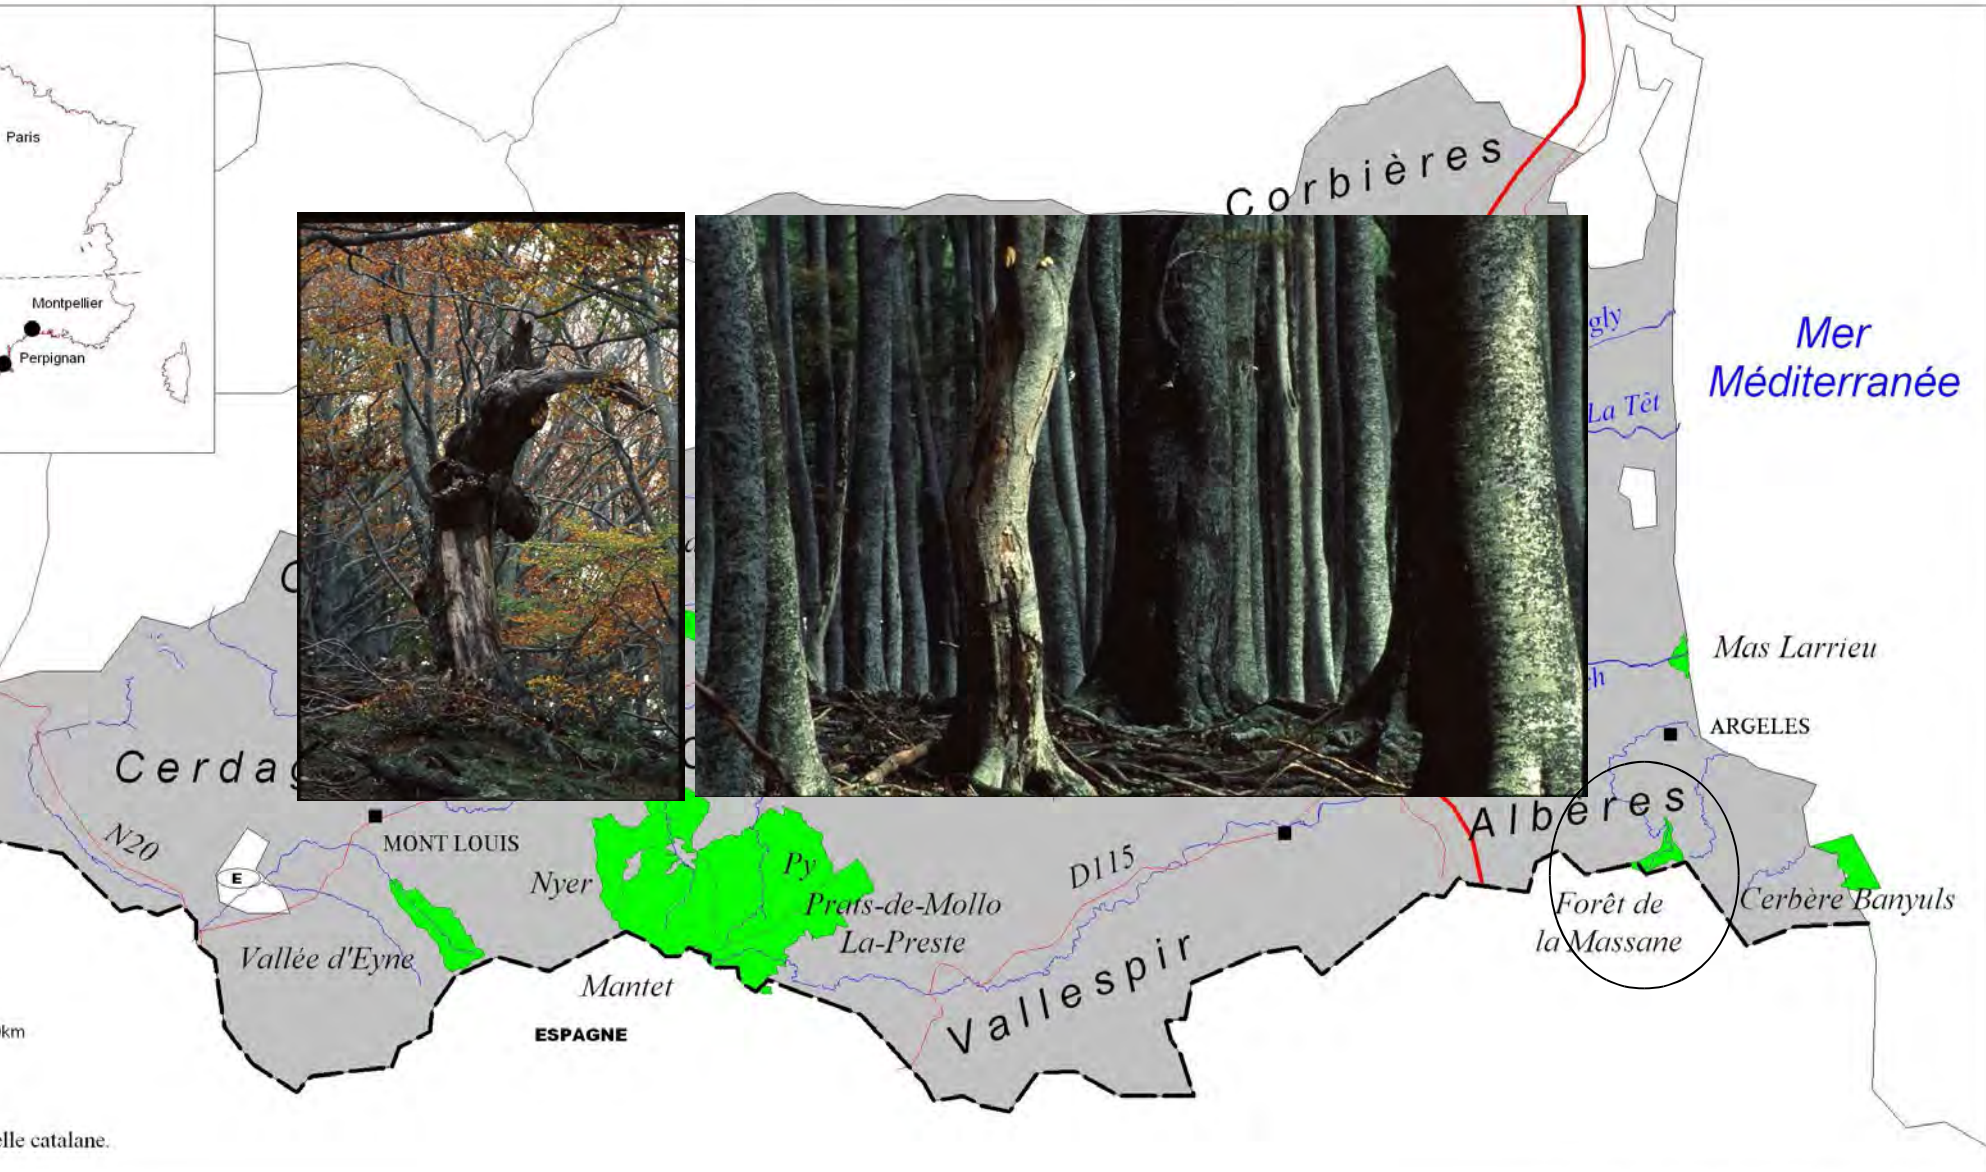 Paris
Montpellier
Perpignan
Corbières
gly
La Têt
Mer
Méditerranée
Mas Larrieu
ARGELES
Albères
Cerdag
N20
MONT LOUIS
E
Nyer
Py
Prats-de-Mollo
La-Preste
D115
Vallée d'Eyne
Mantet
ESPAGNE
Vallespir
Forêt de
la Massane
Cerbère Banyuls
km
elle catalane.